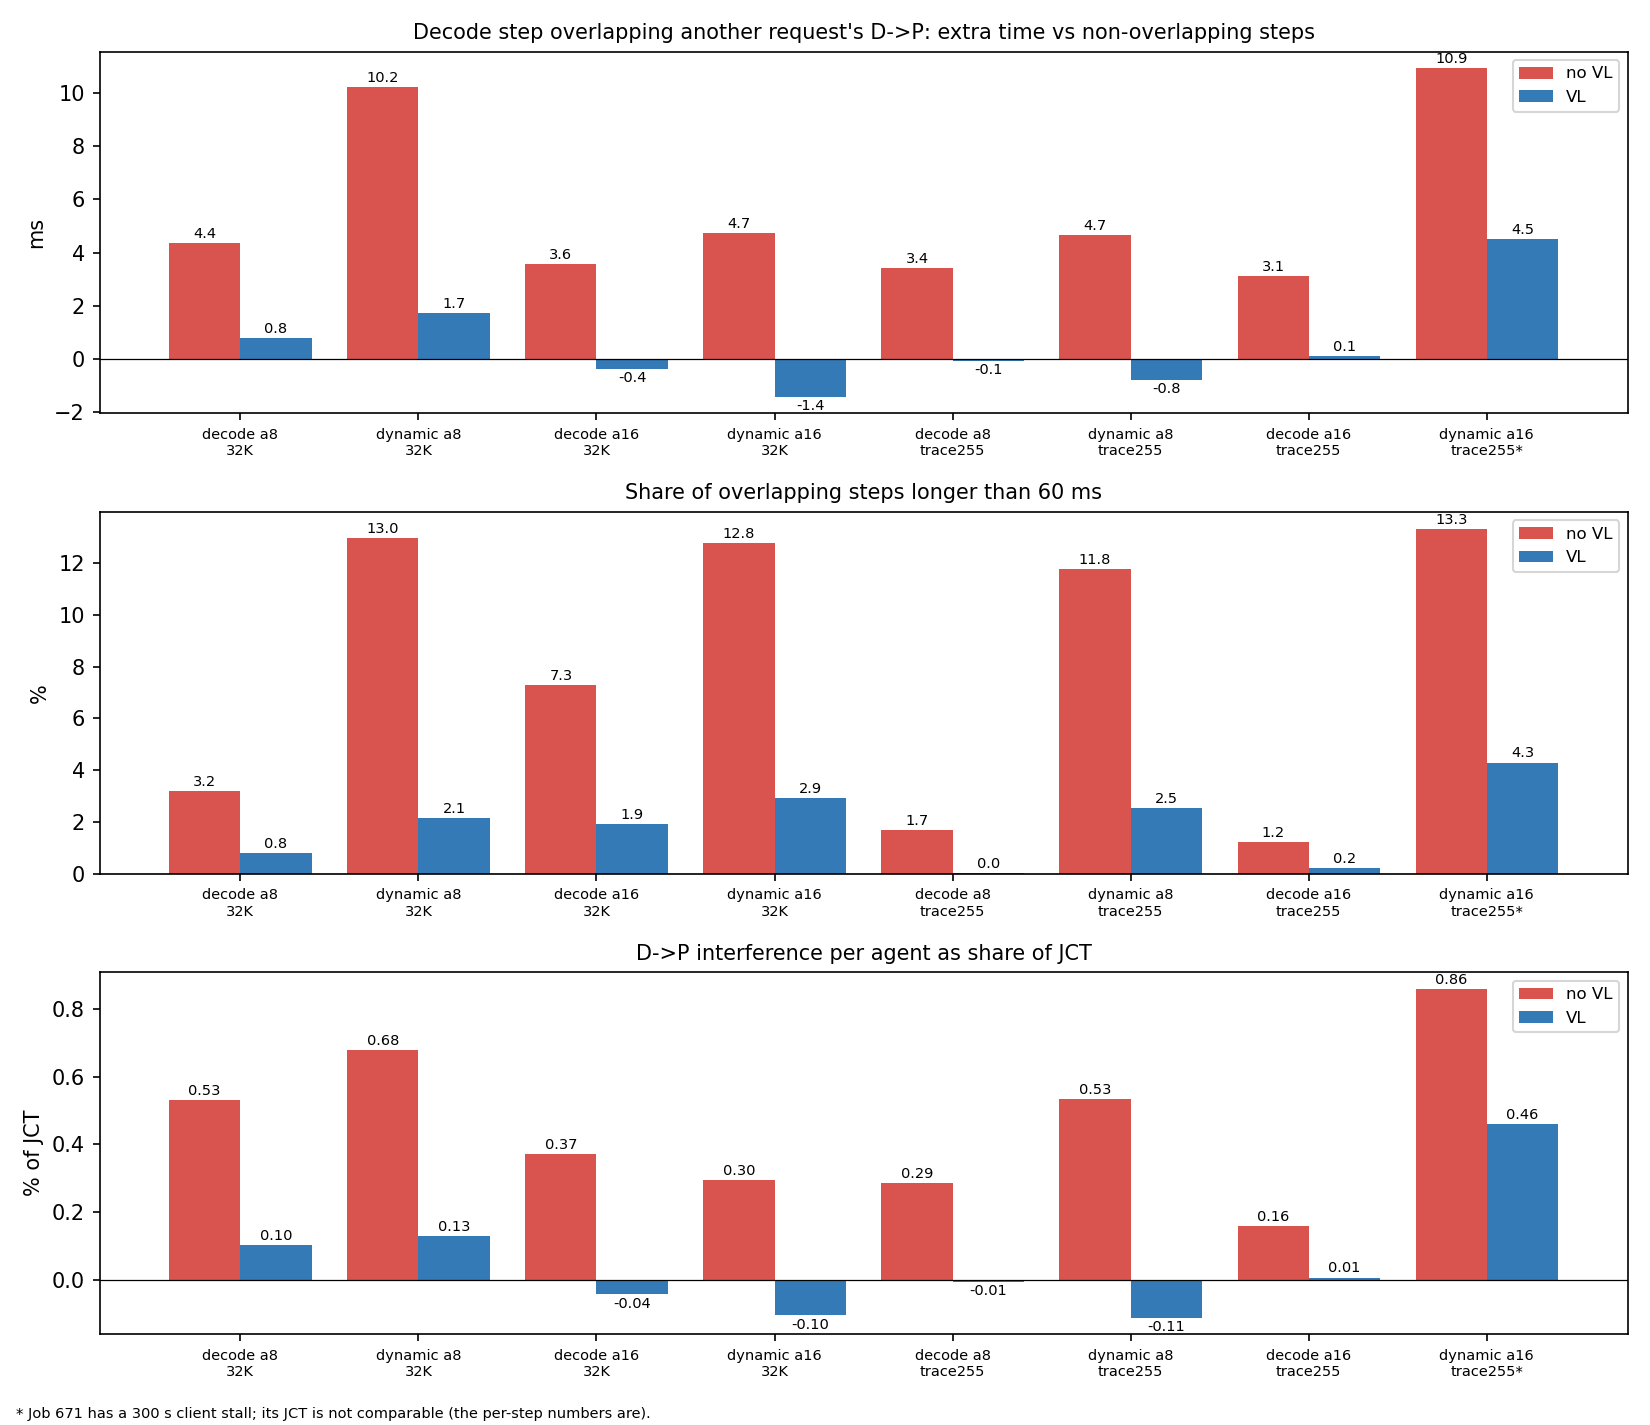 Decode step overlapping another request's D->P: extra time vs non-overlapping steps
ms
10
8
6
4
2
0
−2
4.4
0.8
10.2
1.7
3.6
-0.4
4.7
-1.4
3.4
-0.1
4.7
-0.8
3.1
0.1
10.9
4.5
no VL
VL
decode a8
32K
dynamic a8
32K
decode a16
32K
dynamic a16
32K
decode a8
trace255
dynamic a8
trace255
decode a16
trace255
dynamic a16
trace255*
Share of overlapping steps longer than 60 ms
%
12
10
8
6
4
2
0
3.2
0.8
13.0
2.1
7.3
1.9
12.8
2.9
1.7
0.0
11.8
2.5
1.2
0.2
13.3
4.3
no VL
VL
decode a8
32K
dynamic a8
32K
decode a16
32K
dynamic a16
32K
decode a8
trace255
dynamic a8
trace255
decode a16
trace255
dynamic a16
trace255*
D->P interference per agent as share of JCT
% of JCT
0.8
0.6
0.4
0.2
0.0
0.53
0.10
0.68
0.13
0.37
-0.04
0.30
-0.10
0.29
-0.01
0.53
-0.11
0.16
0.01
0.86
0.46
no VL
VL
decode a8
32K
dynamic a8
32K
decode a16
32K
dynamic a16
32K
decode a8
trace255
dynamic a8
trace255
decode a16
trace255
dynamic a16
trace255*
* Job 671 has a 300 s client stall; its JCT is not comparable (the per-step numbers are).